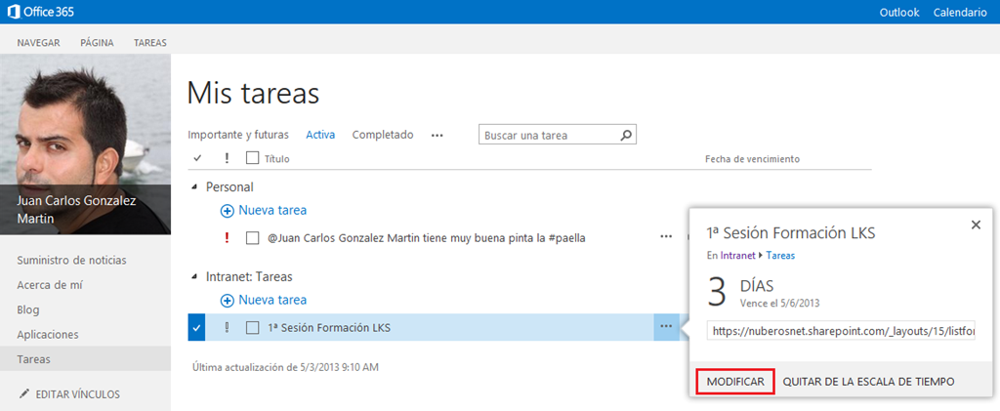 Office 365
Outlook Calendario
NAVEGAR PÁGINA TAREAS
Juan Carlos Gonzalez
Martin
Suministro de noticias
Acerca de mí
Blog
Aplicaciones
Tareas
EDITAR VÍNCULOS
Mis tareas
Importante y futuras Activa Completado ···
Buscar una tarea
Título Fecha de vencimiento
Personal
Nueva tarea
@Juan Carlos Gonzalez Martin tiene muy buena pinta la #paella
Intranet: Tareas
Nueva tarea
1ª Sesión Formación LKS
Última actualización de 5/3/2013 9:10 AM
1ª Sesión Formación LKS
En Intranet ▸ Tareas
3 DÍAS
Vence el 5/6/2013
https://nuberosnet.sharepoint.com/_layouts/15/listfor
MODIFICAR QUITAR DE LA ESCALA DE TIEMPO